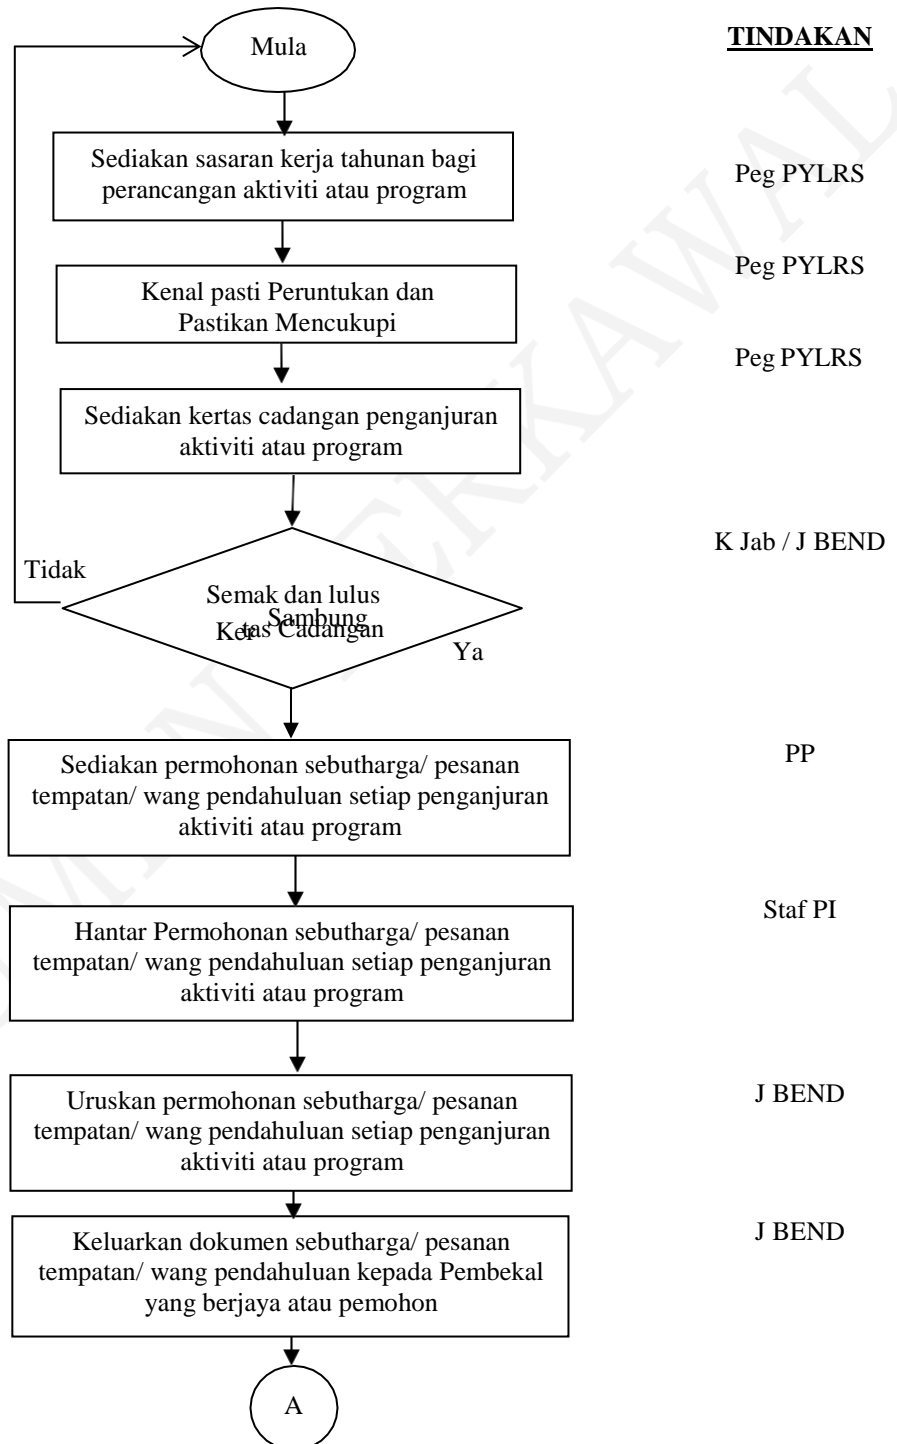 Mula
TINDAKAN
Sediakan sasaran kerja tahunan bagi
perancangan aktiviti atau program
Peg PYLRS
Kenal pasti Peruntukan dan
Pastikan Mencukupi
Peg PYLRS
Sediakan kertas cadangan penganjuran
aktiviti atau program
Peg PYLRS
K Jab / J BEND
Tidak
Semak dan lulus
Sambung
Kertas Cadangan
Ya
Sediakan permohonan sebutharga/ pesanan
tempatan/ wang pendahuluan setiap penganjuran
aktiviti atau program
PP
Hantar Permohonan sebutharga/ pesanan
tempatan/ wang pendahuluan setiap penganjuran
aktiviti atau program
Staf PI
Uruskan permohonan sebutharga/ pesanan
tempatan/ wang pendahuluan setiap penganjuran
aktiviti atau program
J BEND
Keluarkan dokumen sebutharga/ pesanan
tempatan/ wang pendahuluan kepada Pembekal
yang berjaya atau pemohon
J BEND
A